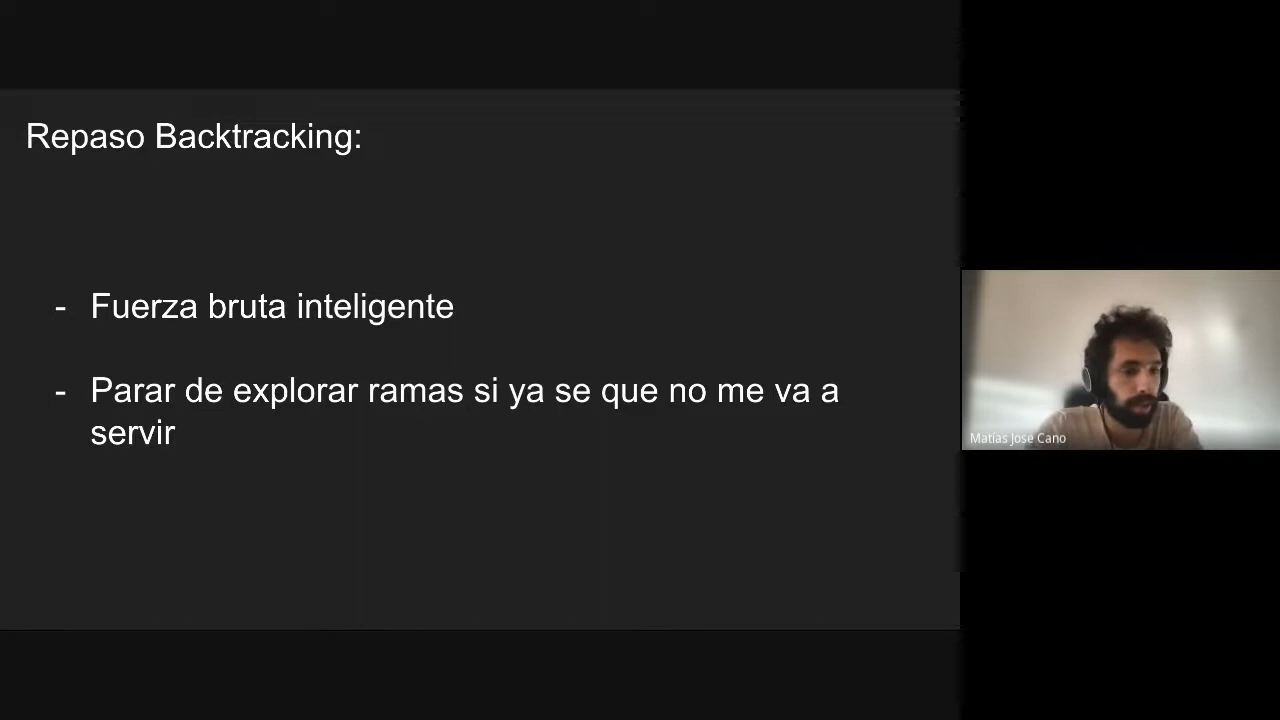 Repaso Backtracking:
- Fuerza bruta inteligente
- Parar de explorar ramas si ya se que no me va a
servir
Matías Jose Cano